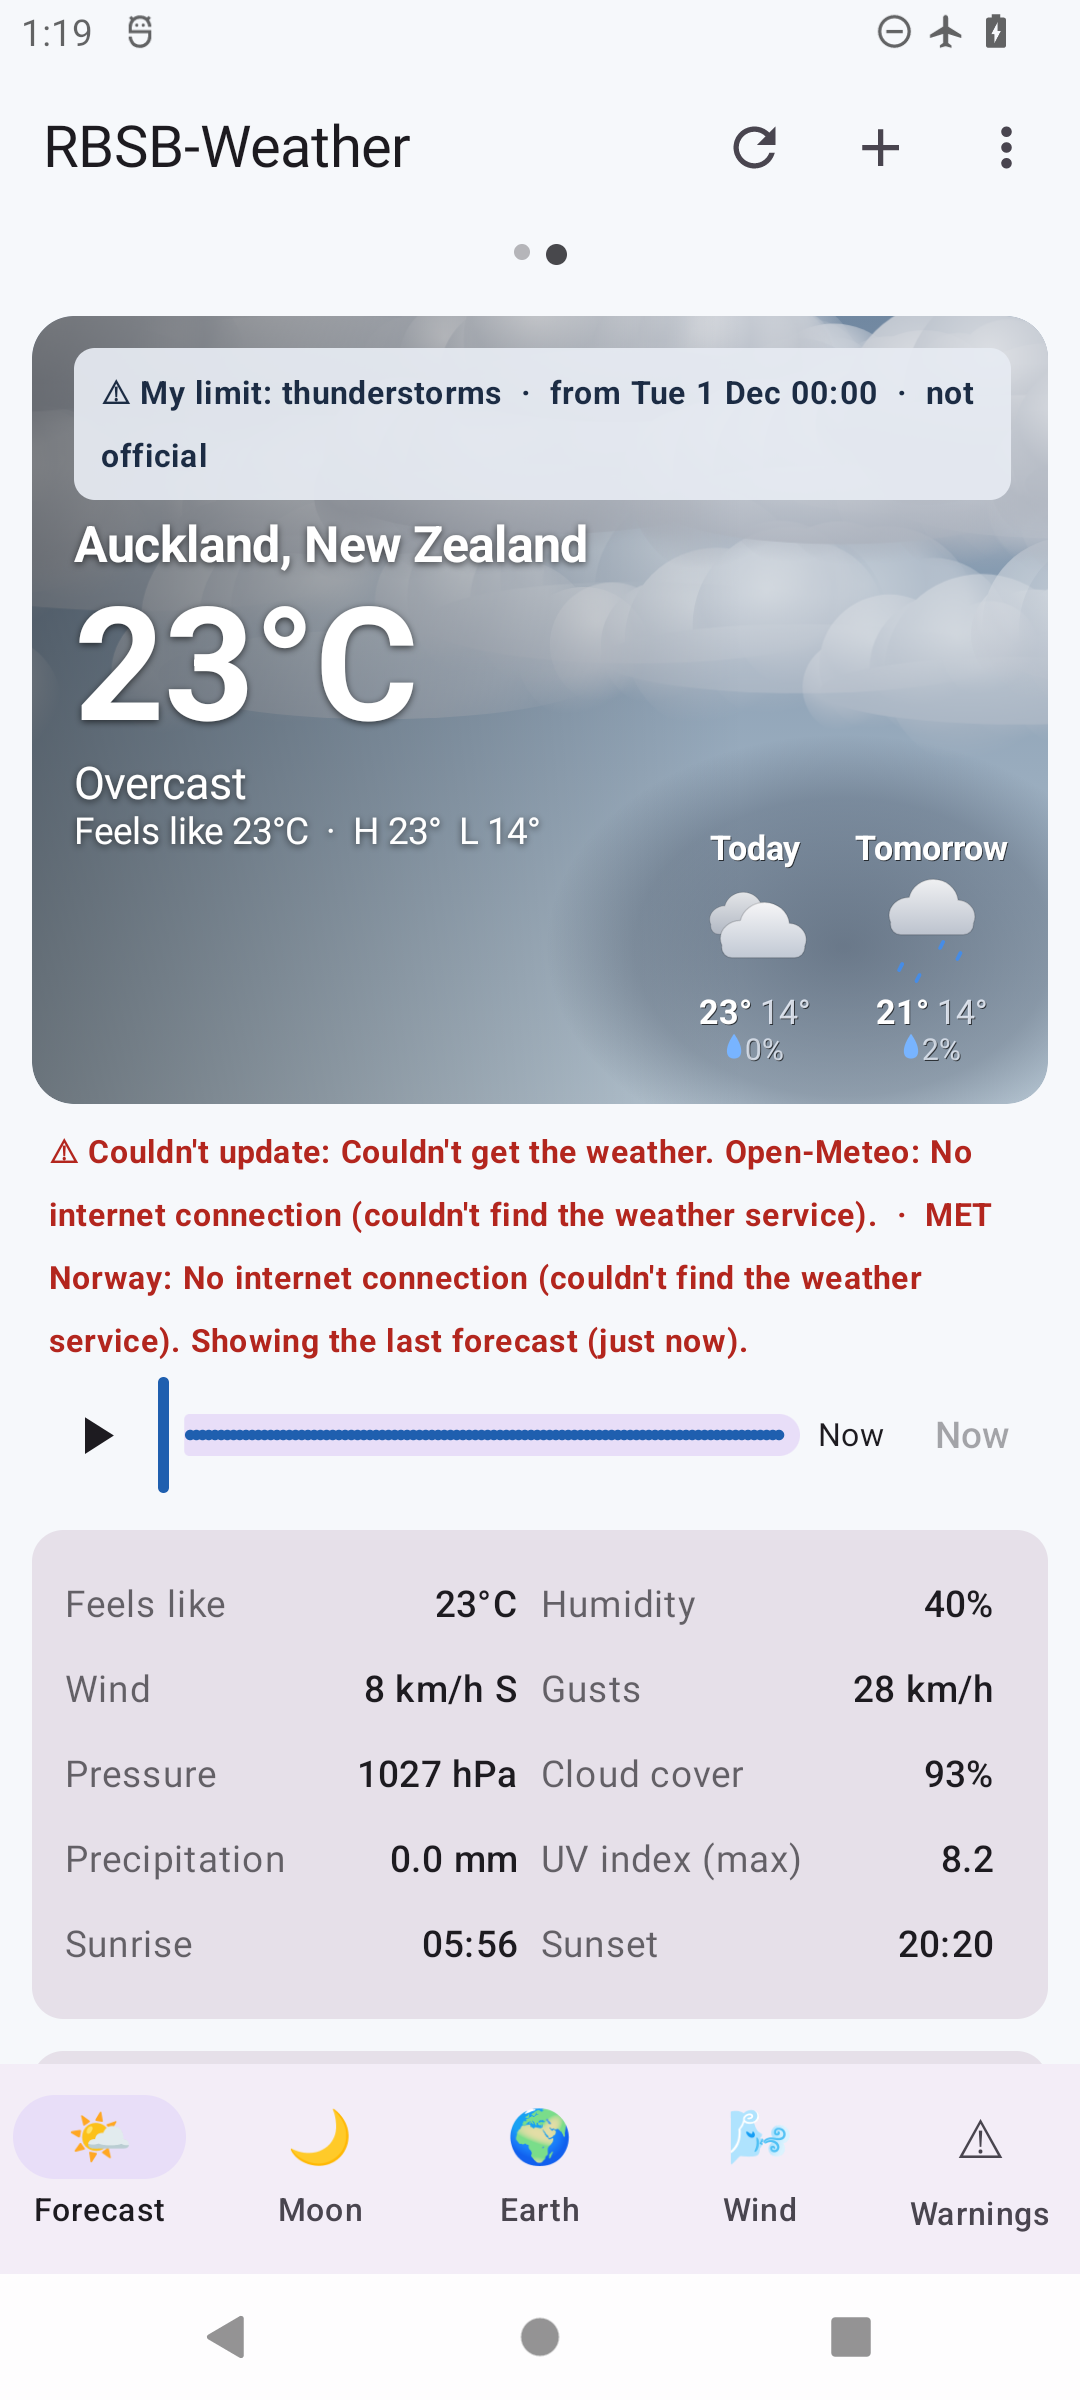 1:19
RBSB-Weather
⚠ My limit: thunderstorms · from Tue 1 Dec 00:00 · not
official
Auckland, New Zealand
23°C
Overcast
Feels like 23°C · H 23° L 14°
Today Tomorrow
23° 14° 21° 14°
0% 2%
⚠ Couldn't update: Couldn't get the weather. Open-Meteo: No
internet connection (couldn't find the weather service). · MET
Norway: No internet connection (couldn't find the weather
service). Showing the last forecast (just now).
Now Now
Feels like 23°C Humidity 40%
Wind 8 km/h S Gusts 28 km/h
Pressure 1027 hPa Cloud cover 93%
Precipitation 0.0 mm UV index (max) 8.2
Sunrise 05:56 Sunset 20:20
Forecast Moon Earth Wind Warnings